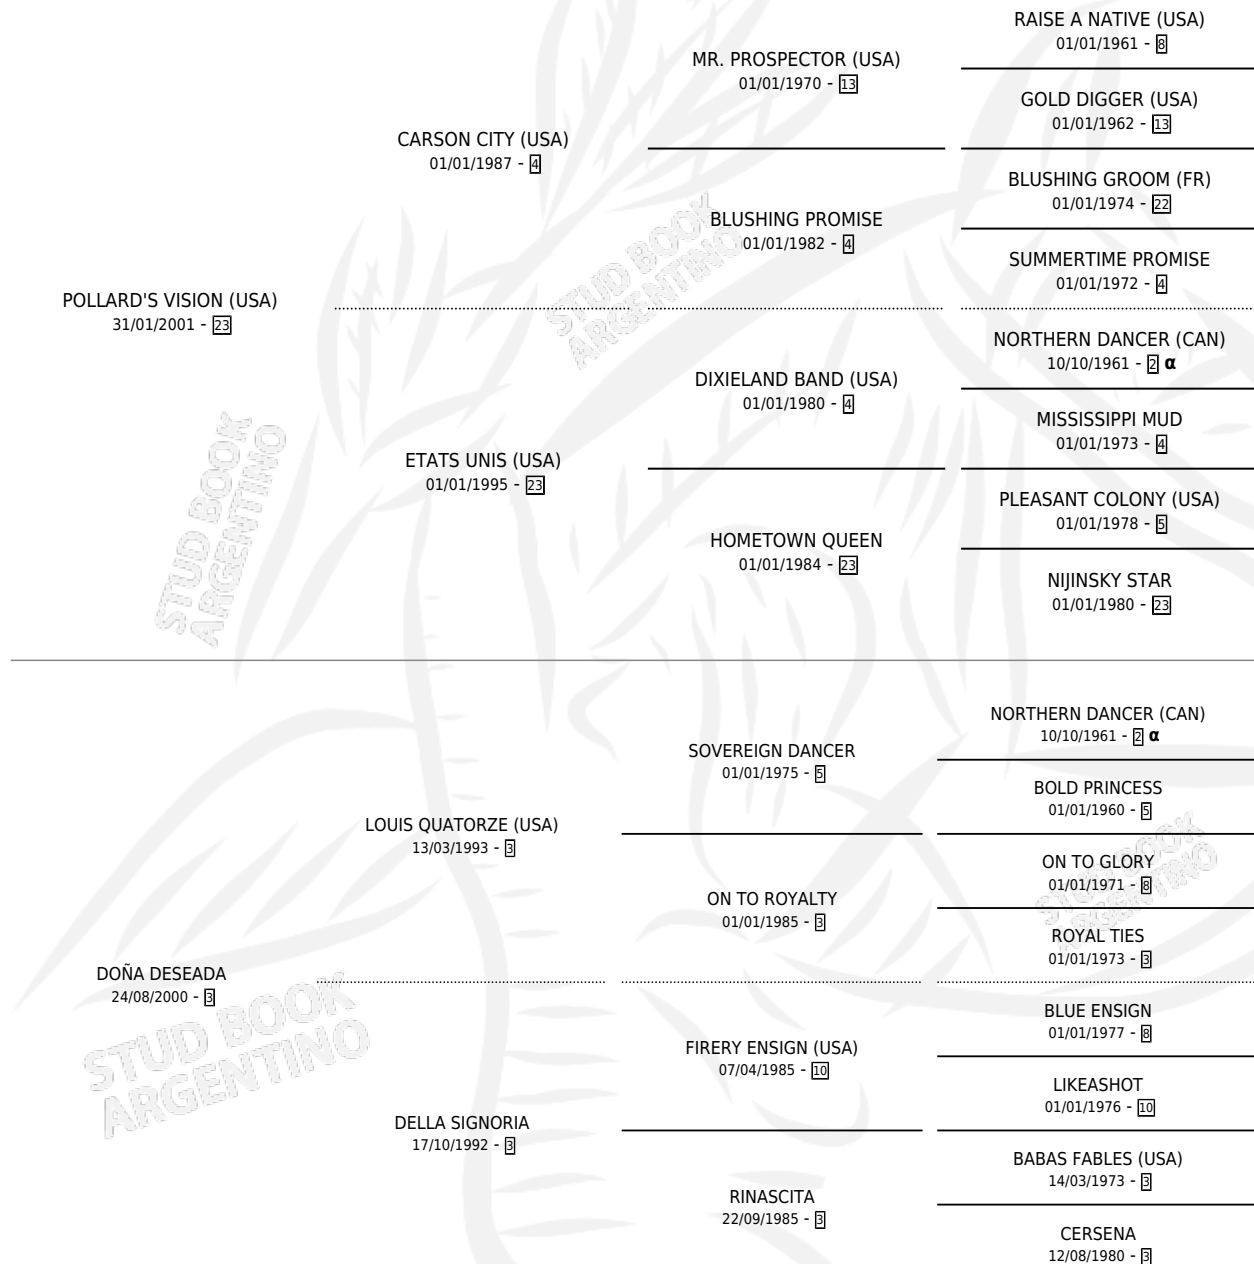 RAISE A NATIVE (USA)
01/01/1961 - 8
MR. PROSPECTOR (USA)
01/01/1970 - 13
GOLD DIGGER (USA)
01/01/1962 - 13
CARSON CITY (USA)
01/01/1987 - 4
BLUSHING GROOM (FR)
01/01/1974 - 22
BLUSHING PROMISE
01/01/1982 - 4
SUMMERTIME PROMISE
01/01/1972 - 4
POLLARD'S VISION (USA)
31/01/2001 - 23
NORTHERN DANCER (CAN)
10/10/1961 - 2 α
DIXIELAND BAND (USA)
01/01/1980 - 4
MISSISSIPPI MUD
01/01/1973 - 4
ETATS UNIS (USA)
01/01/1995 - 23
PLEASANT COLONY (USA)
01/01/1978 - 5
HOMETOWN QUEEN
01/01/1984 - 23
NIJINSKY STAR
01/01/1980 - 23
NORTHERN DANCER (CAN)
10/10/1961 - 2 α
SOVEREIGN DANCER
01/01/1975 - 5
BOLD PRINCESS
01/01/1960 - 5
LOUIS QUATORZE (USA)
13/03/1993 - 3
ON TO GLORY
01/01/1971 - 8
ON TO ROYALTY
01/01/1985 - 3
ROYAL TIES
01/01/1973 - 3
DOÑA DESEADA
24/08/2000 - 3
BLUE ENSIGN
01/01/1977 - 8
FIRERY ENSIGN (USA)
07/04/1985 - 10
LIKEASHOT
01/01/1976 - 10
DELLA SIGNORIA
17/10/1992 - 3
BABAS FABLES (USA)
14/03/1973 - 3
RINASCITA
22/09/1985 - 3
CERSENA
12/08/1980 - 3
STUD BOOK
ARGENTINO
STUD BOOK
ARGENTINO
STUD BOOK
ARGENTINO
STUD BOOK
ARGENTINO